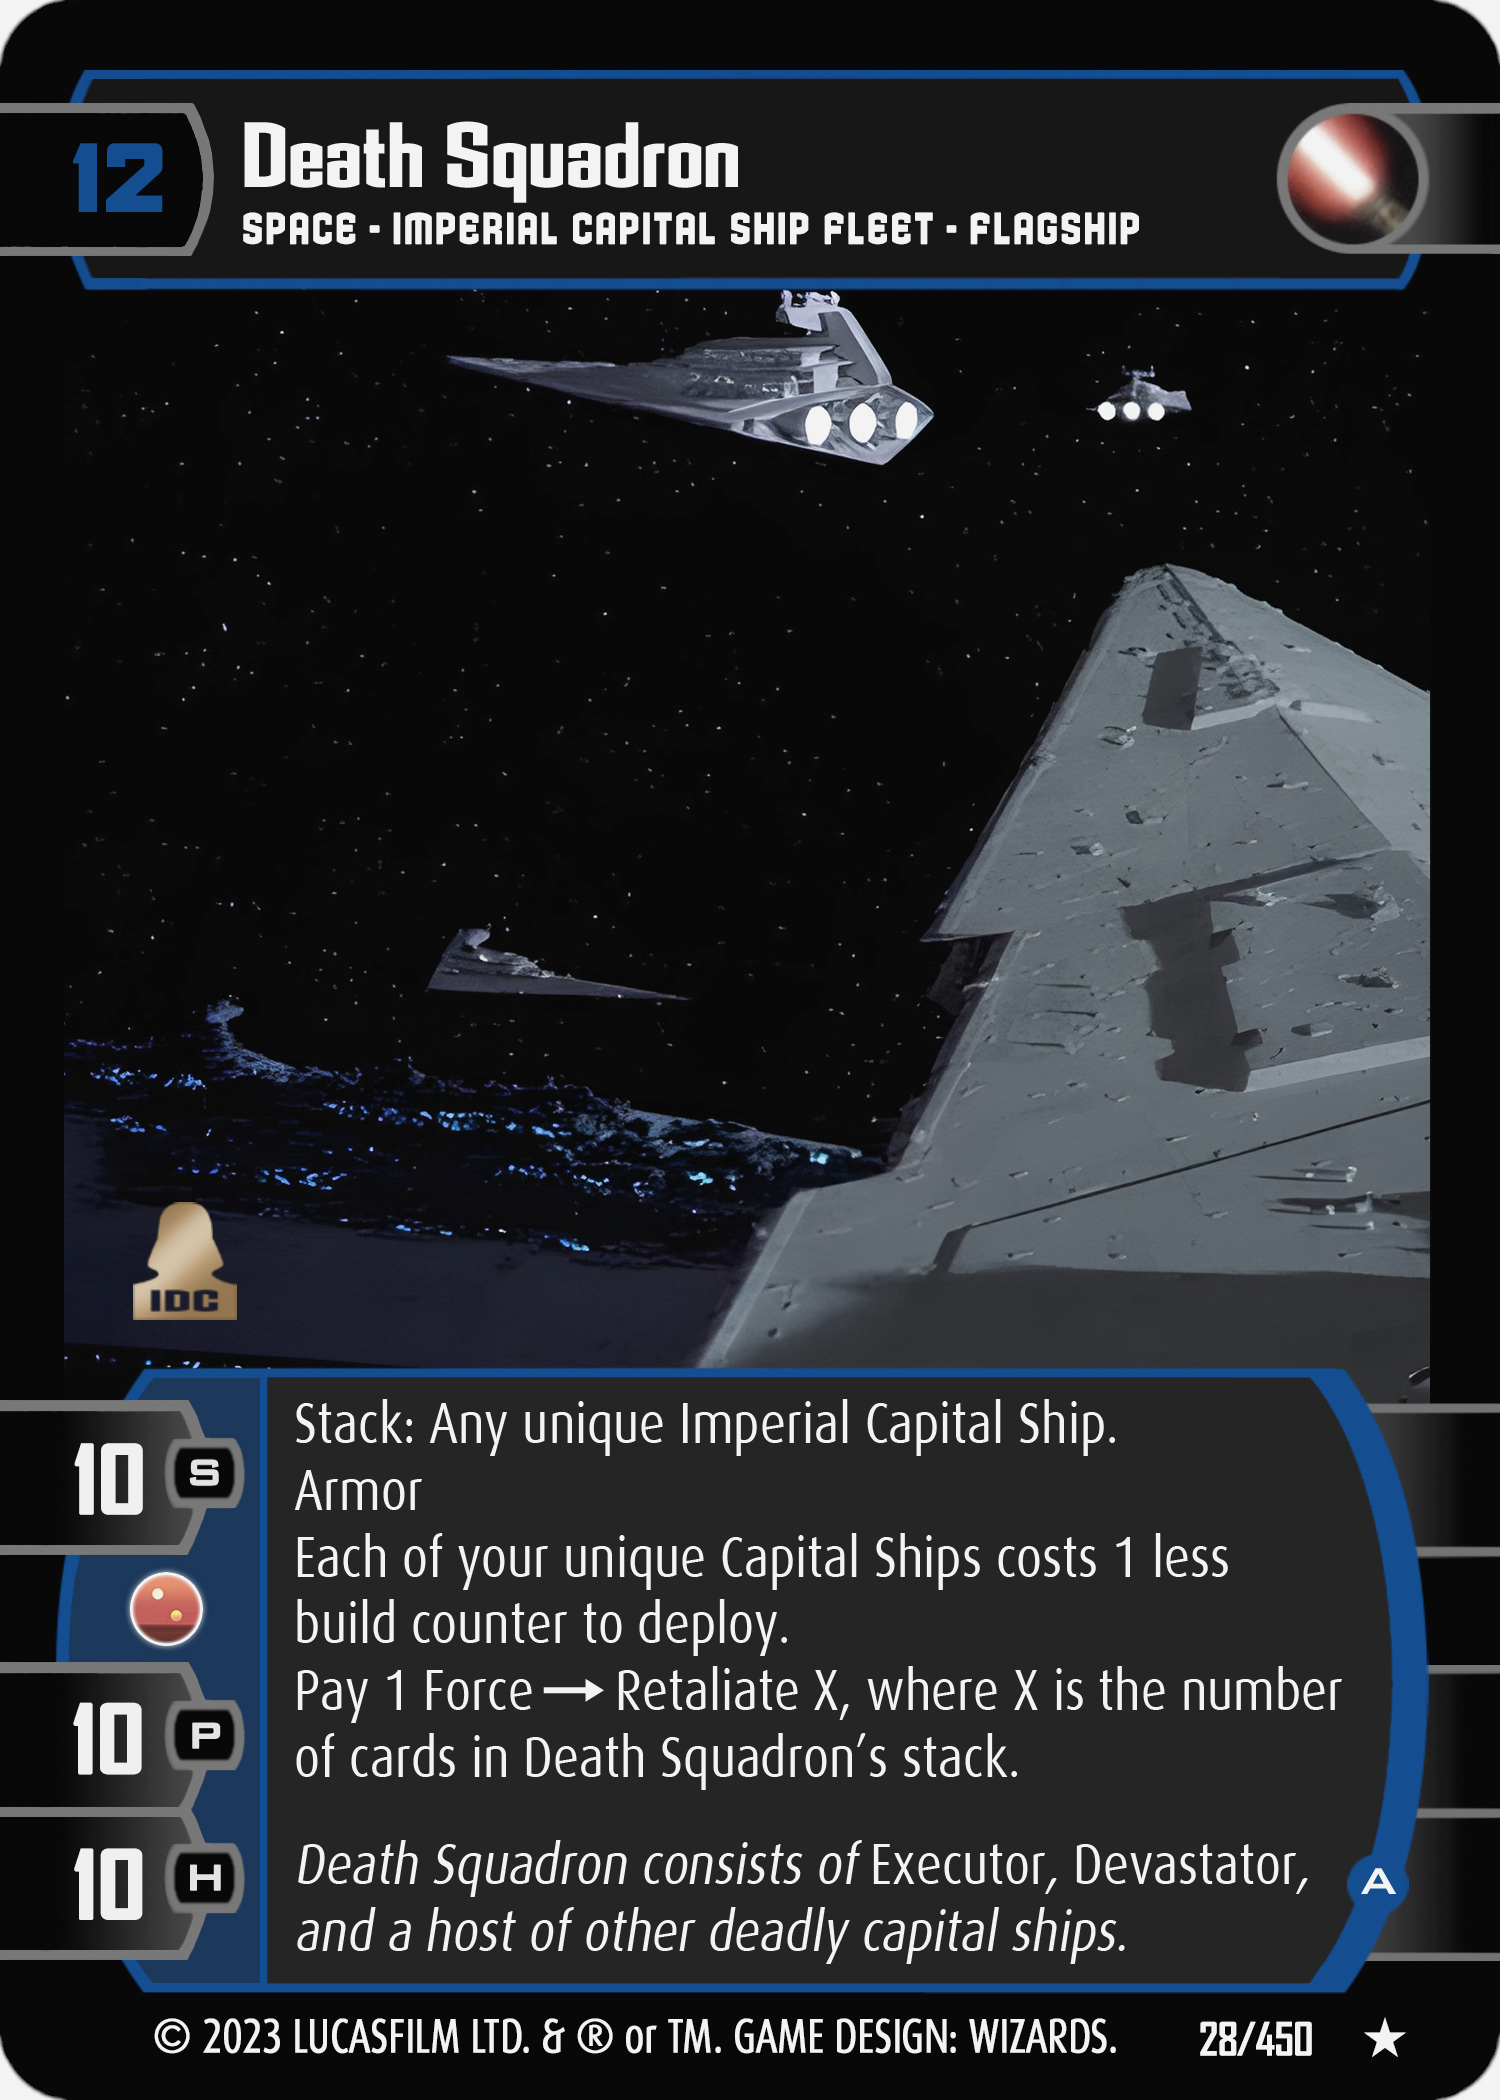 12
Death Squadron
SPACE - IMPERIAL CAPITAL SHIP FLEET - FLAGSHIP
IDC
10 S
10 P
10 H
Stack: Any unique Imperial Capital Ship.
Armor
Each of your unique Capital Ships costs 1 less
build counter to deploy.
Pay 1 Force → Retaliate X, where X is the number
of cards in Death Squadron's stack.
Death Squadron consists of Executor, Devastator,
and a host of other deadly capital ships.
A
© 2023 LUCASFILM LTD. & ® or TM. GAME DESIGN: WIZARDS. 28/450 ★